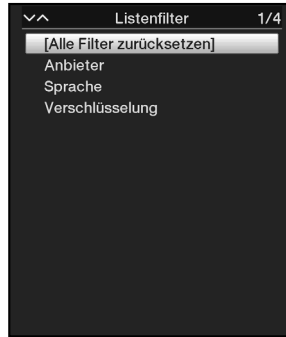 Listenfilter 1/4
[Alle Filter zurücksetzen]
Anbieter
Sprache
Verschlüsselung